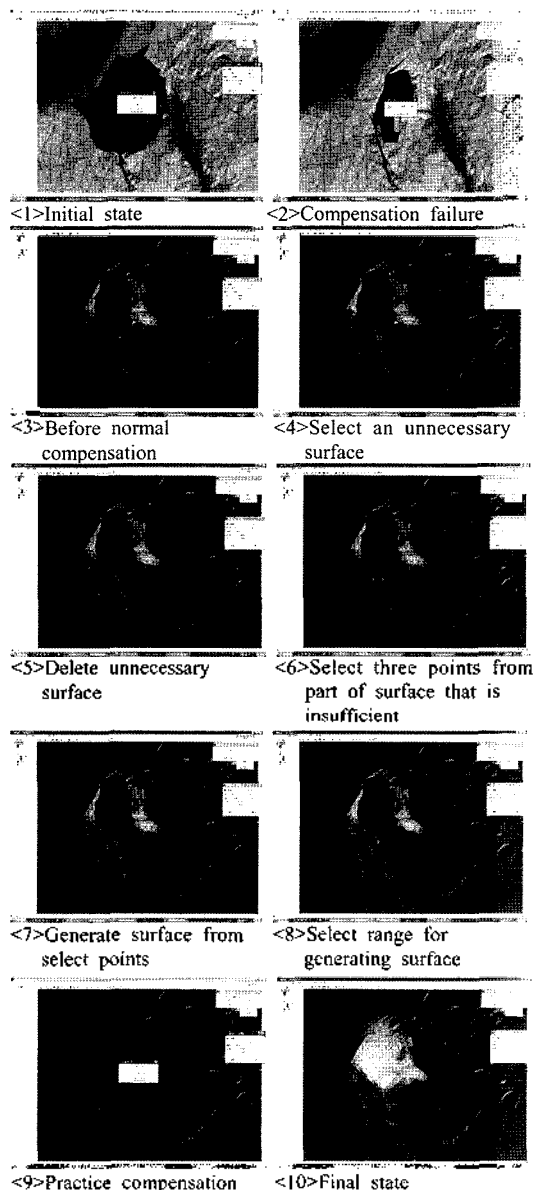 <1>Initial state
<2>Compensation failure
<3>Before normal
compensation
<4>Select an unnecessary
surface
<5>Delete unnecessary
surface
<6>Select three points from
part of surface that is
insufficient
<7>Generate surface from
select points
<8>Select range for
generating surface
<9>Practice compensation
<10>Final state